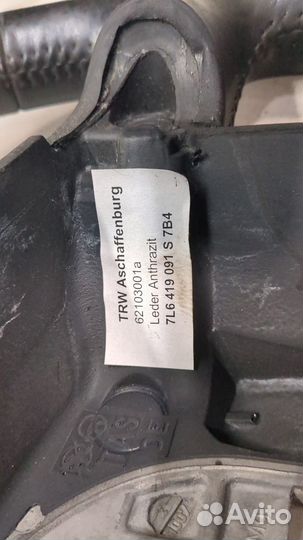 TRW Aschaffenburg
62103001a
Leder Anthrazit
7L6 419 091 S 7B4
Avito